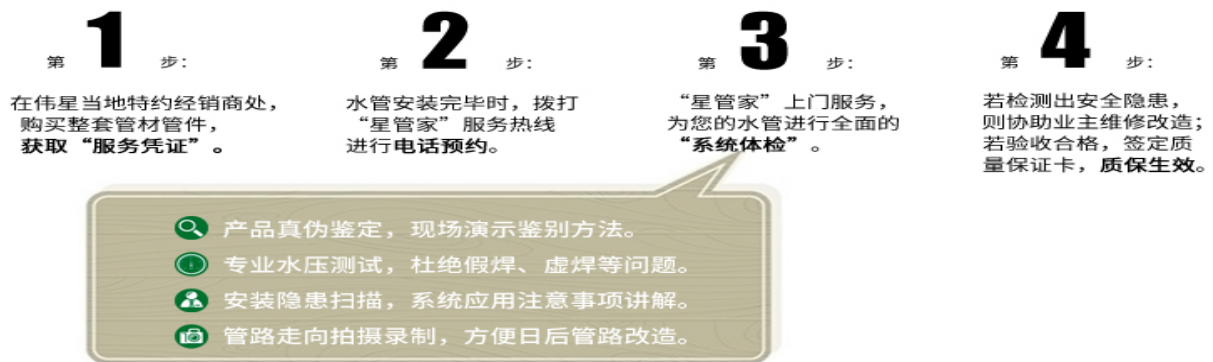 第1步:
在伟星当地特约经销商处,
购买整套管材管件,
获取“服务凭证”。
第2步:
水管安装完毕时,拨打
“星管家”服务热线
进行电话预约。
第3步:
“星管家”上门服务,
为您的水管进行全面的
“系统体检”。
第4步:
若检测出安全隐患,
则协助业主维修改造;
若验收合格,签定质
量保证卡,质保生效。
产品真伪鉴定,现场演示鉴别方法。
专业水压测试,杜绝假焊、虚焊等问题。
安装隐患扫描,系统应用注意事项讲解。
管路走向拍摄录制,方便日后管路改造。